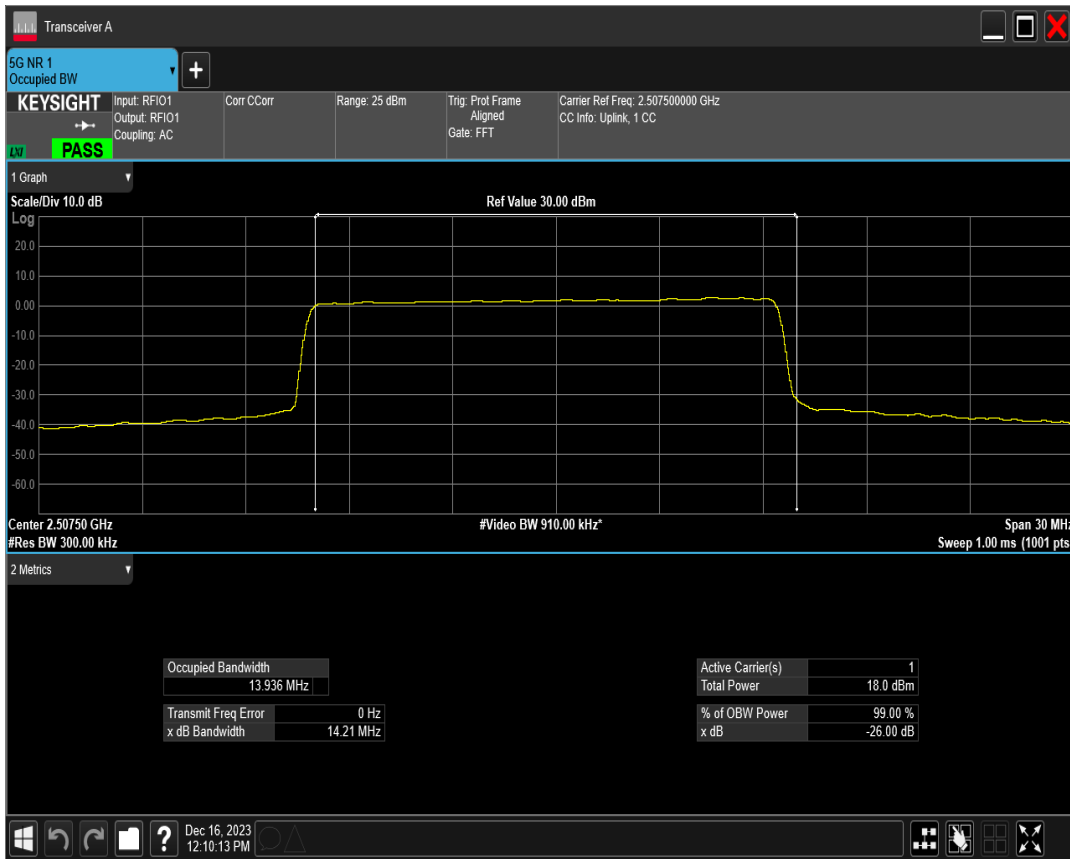 Transceiver A
5G NR 1
Occupied BW
+
KEYSIGHT
LXI
PASS
Input: RFIO1
Output: RFIO1
Coupling: AC
Corr CCorr
Range: 25 dBm
Trig: Prot Frame
Aligned
Gate: FFT
Carrier Ref Freq: 2.507500000 GHz
CC Info: Uplink, 1 CC
1 Graph
Scale/Div 10.0 dB
Ref Value 30.00 dBm
Log
20.0
10.0
0.00
-10.0
-20.0
-30.0
-40.0
-50.0
-60.0
Center 2.50750 GHz
#Video BW 910.00 kHz*
Span 30 MHz
#Res BW 300.00 kHz
Sweep 1.00 ms (1001 pts
2 Metrics
Occupied Bandwidth
13.936 MHz
Transmit Freq Error 0 Hz
x dB Bandwidth 14.21 MHz
Active Carrier(s) 1
Total Power 18.0 dBm
% of OBW Power 99.00 %
x dB -26.00 dB
?
Dec 16, 2023
12:10:13 PM